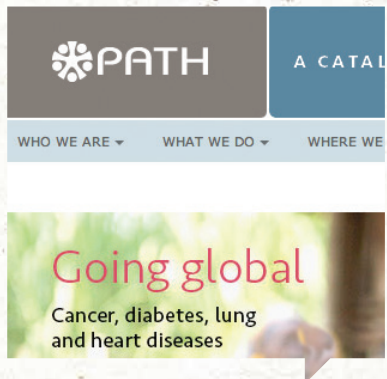 PATH
A CATAL
WHO WE ARE
WHAT WE DO
WHERE WE
Going global
Cancer, diabetes, lung
and heart diseases